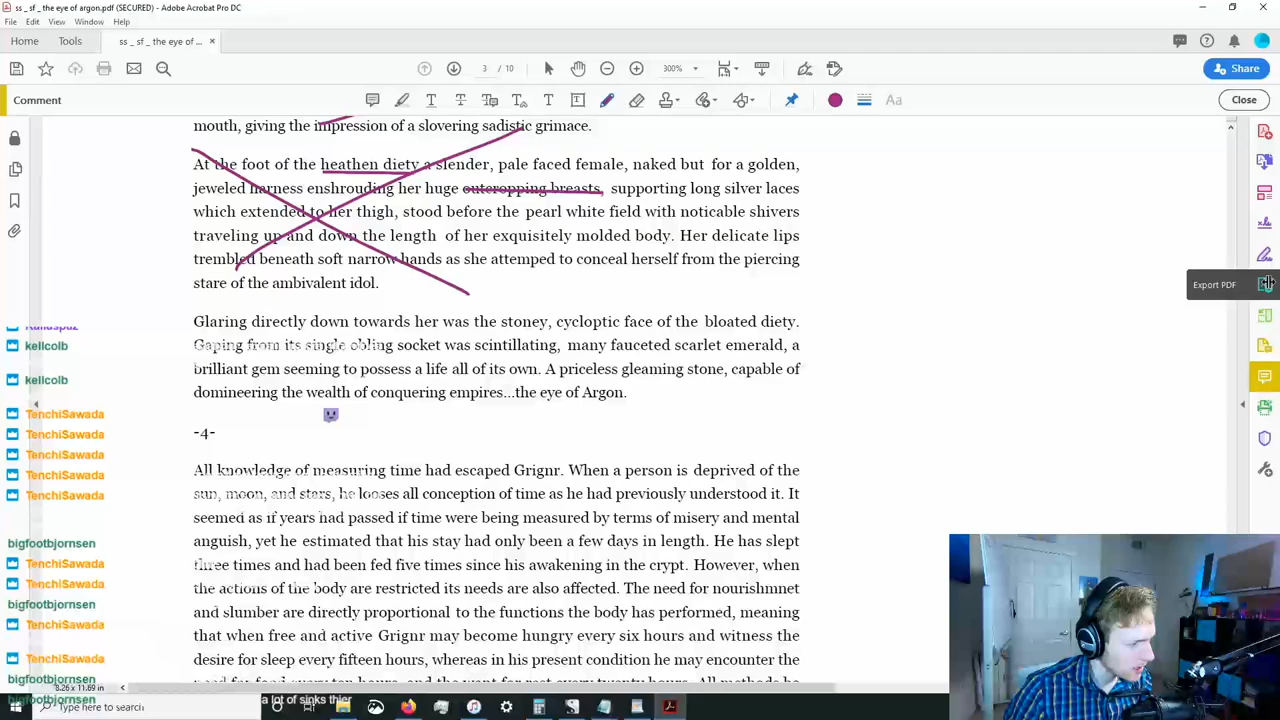 ss _ sf _ the eye of argon.pdf (SECURED) - Adobe Acrobat Pro DC
File Edit View Window Help
Home Tools ss _ sf _ the eye of ... ×
3 / 10 300% Share
Comment Close
mouth, giving the impression of a slovering sadistic grimace.
At the foot of the heathen diety a slender, pale faced female, naked but for a golden,
jeweled harness enshrouding her huge outcropping breasts, supporting long silver laces
which extended to her thigh, stood before the pearl white field with noticable shivers
traveling up and down the length of her exquisitely molded body. Her delicate lips
trembled beneath soft narrow hands as she attemped to conceal herself from the piercing
stare of the ambivalent idol.
Export PDF
Glaring directly down towards her was the stoney, cycloptic face of the bloated diety.
Gaping from its single obling socket was scintillating, many fauceted scarlet emerald, a
brilliant gem seeming to possess a life all of its own. A priceless gleaming stone, capable of
domineering the wealth of conquering empires...the eye of Argon.
-4-
All knowledge of measuring time had escaped Grignr. When a person is deprived of the
sun, moon, and stars, he loses all conception of time as he had previously understood it. It
seemed as if years had passed if time were being measured by terms of misery and mental
anguish, yet he estimated that his stay had only been a few days in length. He has slept
three times and had been fed five times since his awakening in the crypt. However, when
the actions of the body are restricted its needs are also affected. The need for nourishmnet
and slumber are directly proportional to the functions the body has performed, meaning
that when free and active Grignr may become hungry every six hours and witness the
desire for sleep every fifteen hours, whereas in his present condition he may encounter the
kellcolb
kellcolb
TenchiSawada
TenchiSawada
TenchiSawada
TenchiSawada
bigfootbjornsen
TenchiSawada
TenchiSawada
bigfootbjornsen
TenchiSawada
TenchiSawada
bigfootbjornsen
bigfootbjornsen
8.26 x 11.69 in
a lot of sinks
Type here to search